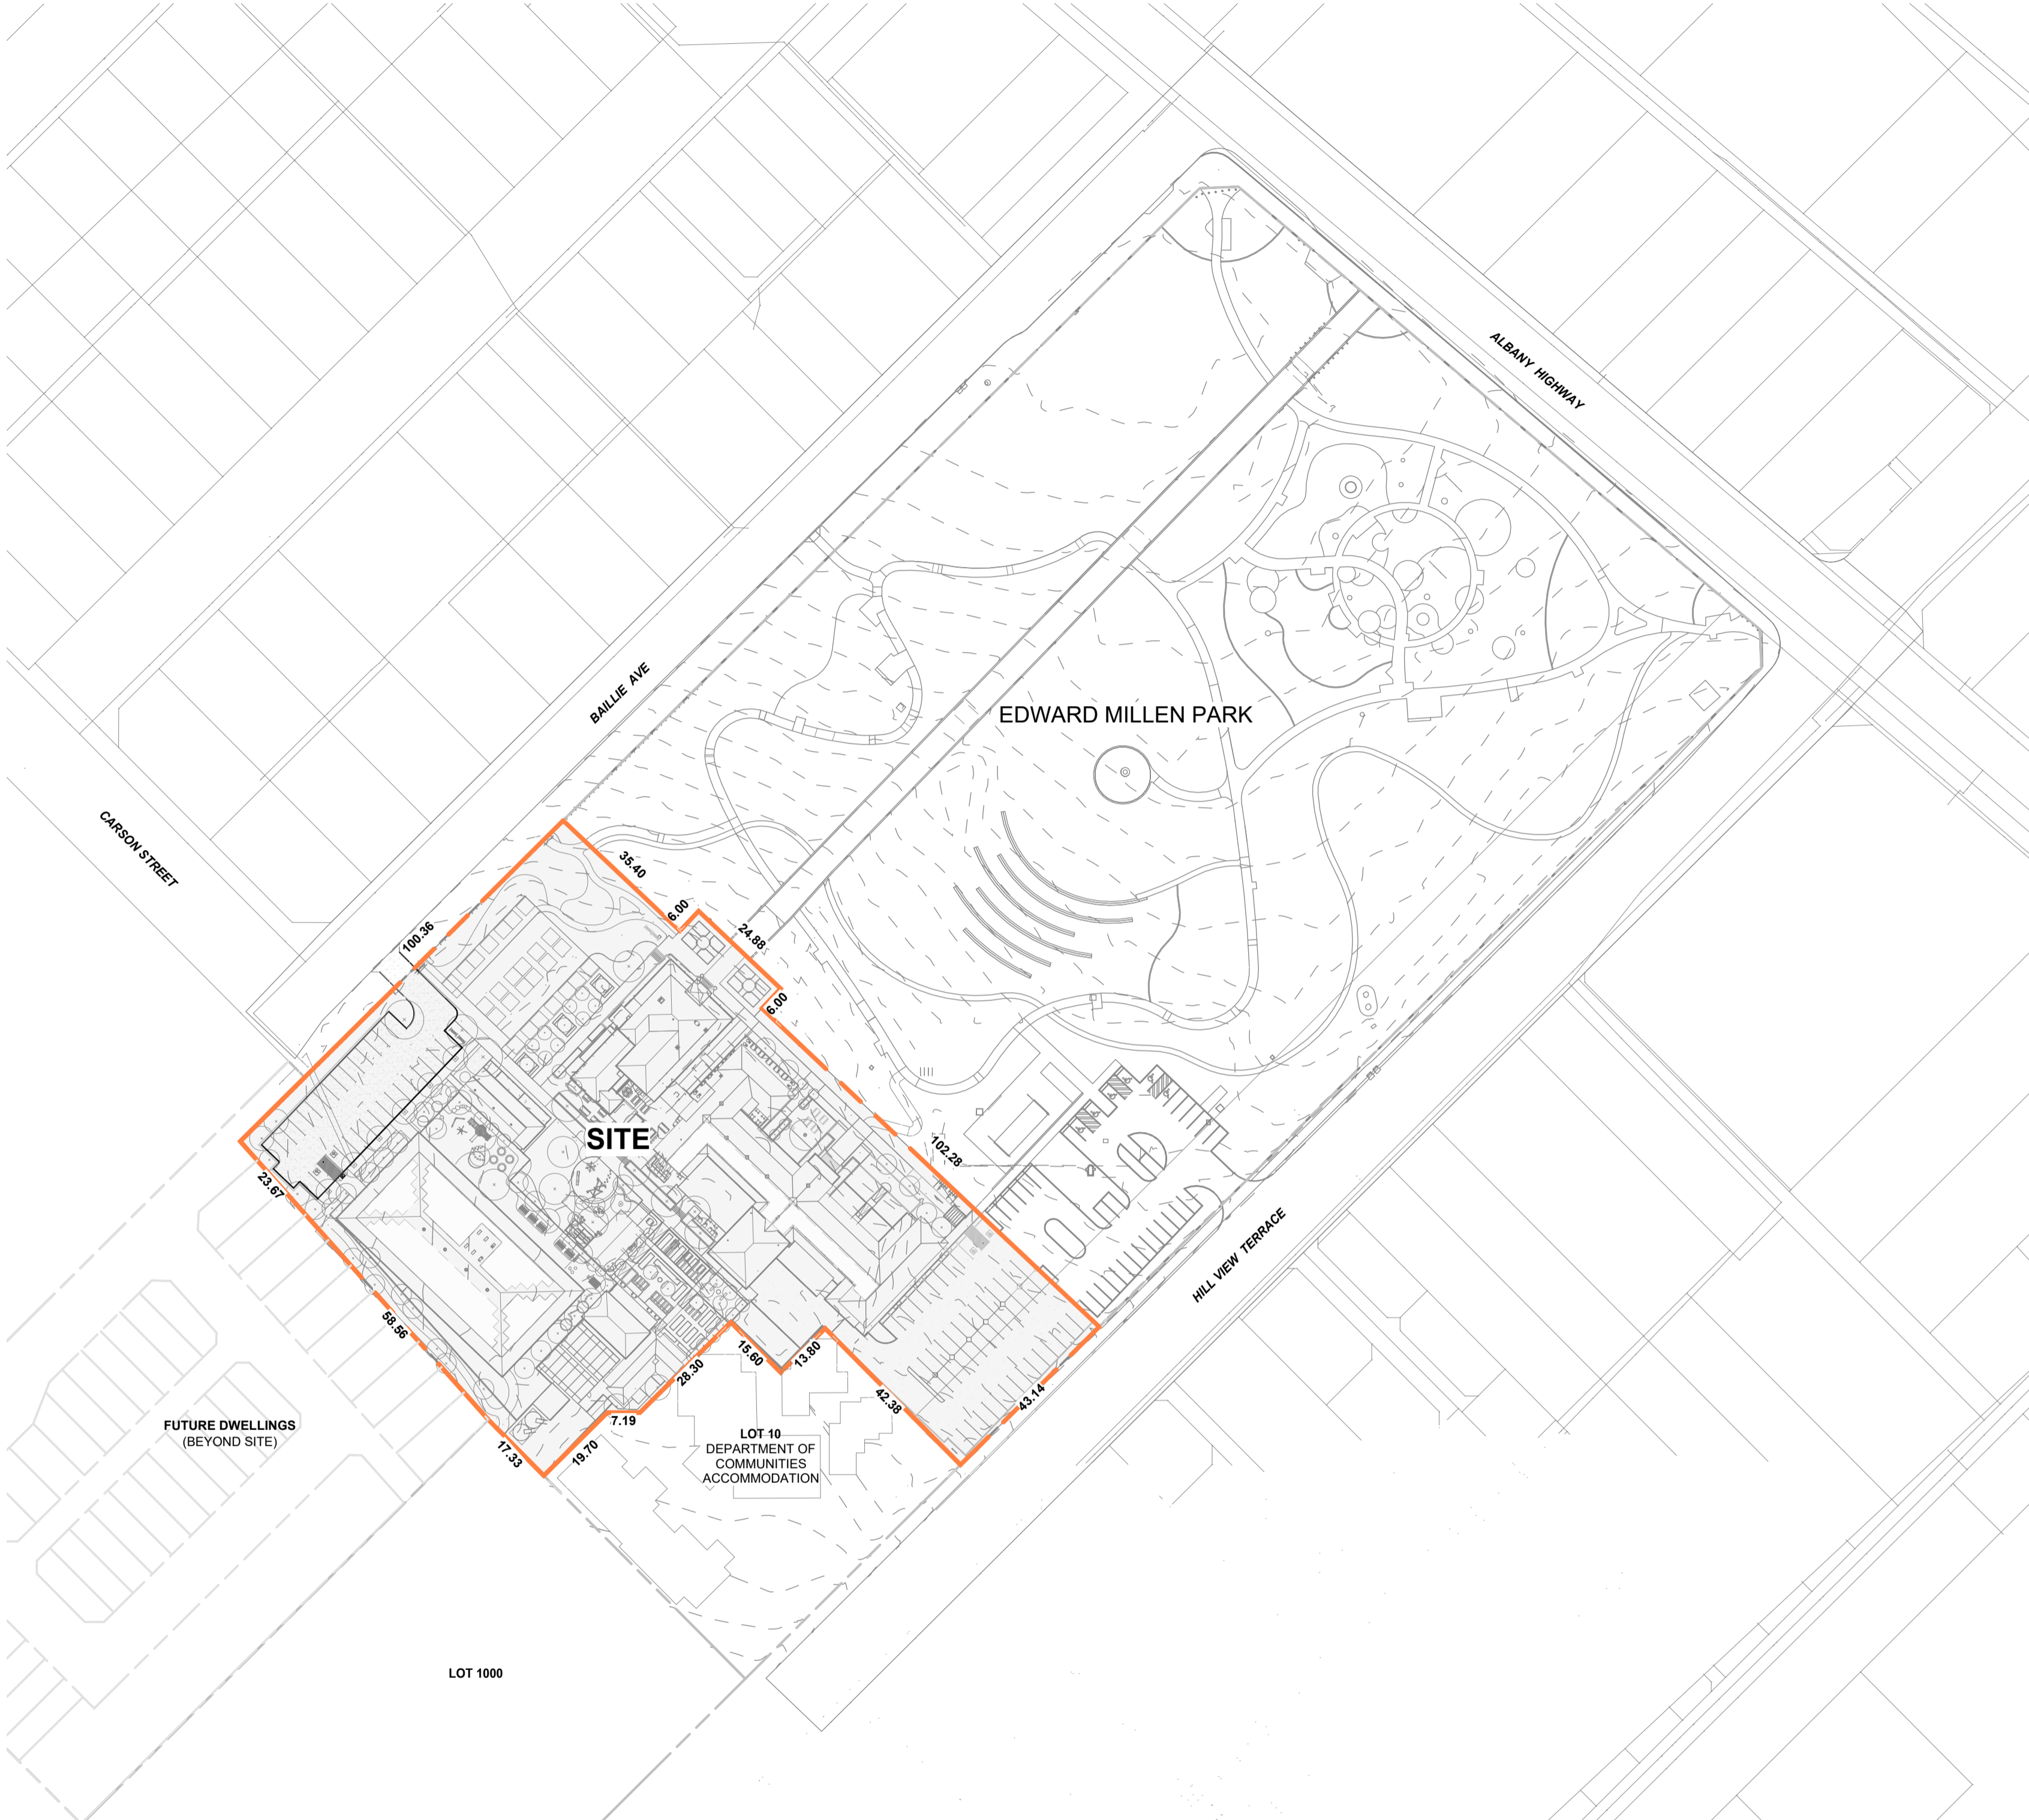 ALBANY HIGHWAY
BAILLIE AVE
EDWARD MILLEN PARK
CARSON STREET
35.40
6.00
24.88
100.36
6.00
SITE
102.28
23.67
HILL VIEW TERRACE
58.56
15.60
13.80
28.30
42.38
43.14
7.19
FUTURE DWELLINGS
(BEYOND SITE)
17.33
19.70
LOT 10
DEPARTMENT OF
COMMUNITIES
ACCOMMODATION
LOT 1000